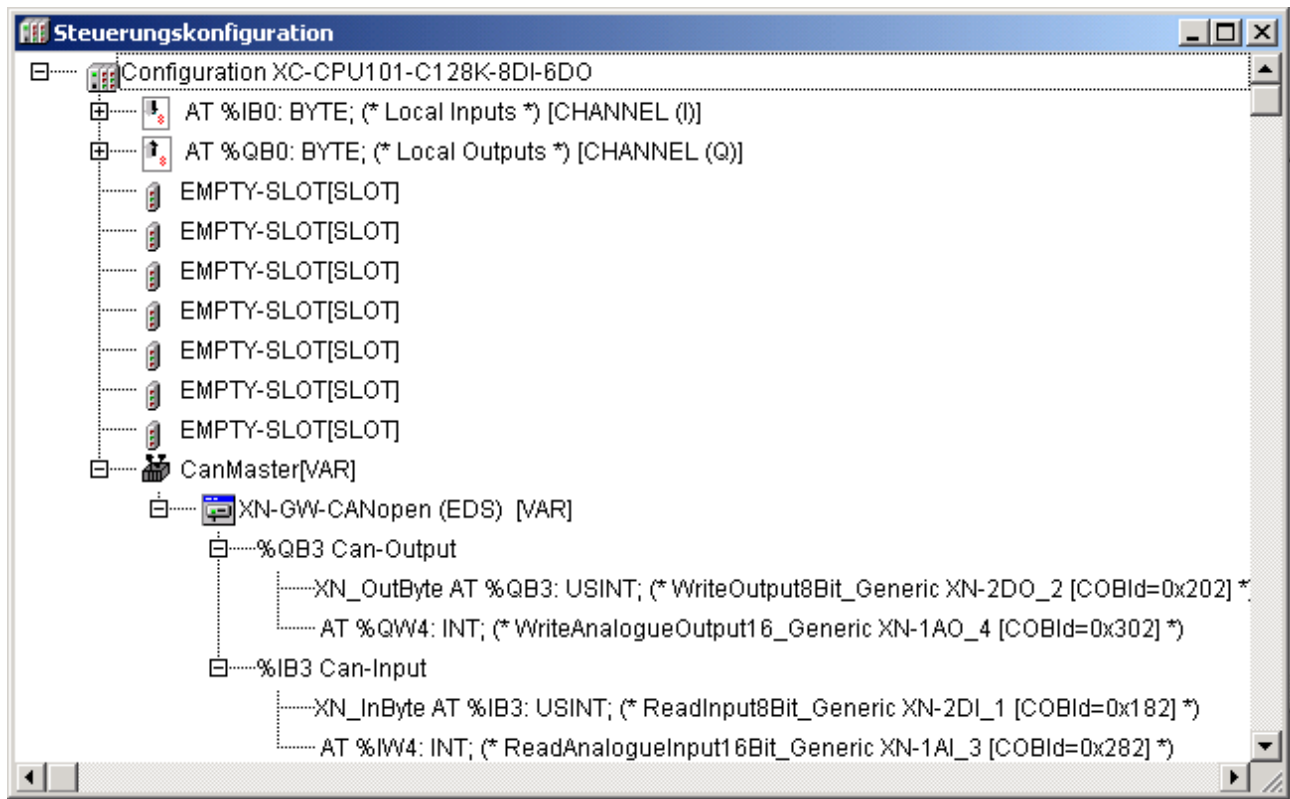 Steuerungskonfiguration
Configuration XC-CPU101-C128K-8DI-6DO
AT %IB0: BYTE; (* Local Inputs *) [CHANNEL (I)]
AT %QB0: BYTE; (* Local Outputs *) [CHANNEL (Q)]
EMPTY-SLOT[SLOT]
EMPTY-SLOT[SLOT]
EMPTY-SLOT[SLOT]
EMPTY-SLOT[SLOT]
EMPTY-SLOT[SLOT]
EMPTY-SLOT[SLOT]
EMPTY-SLOT[SLOT]
CanMaster[VAR]
XN-GW-CANopen (EDS) [VAR]
%QB3 Can-Output
XN_OutByte AT %QB3: USINT; (* WriteOutput8Bit_Generic XN-2DO_2 [COBId=0x202] *)
AT %QW4: INT; (* WriteAnalogueOutput16_Generic XN-1AO_4 [COBId=0x302] *)
%IB3 Can-Input
XN_InByte AT %IB3: USINT; (* ReadInput8Bit_Generic XN-2DI_1 [COBId=0x182] *)
AT %IW4: INT; (* ReadAnalogueInput16Bit_Generic XN-1AI_3 [COBId=0x282] *)